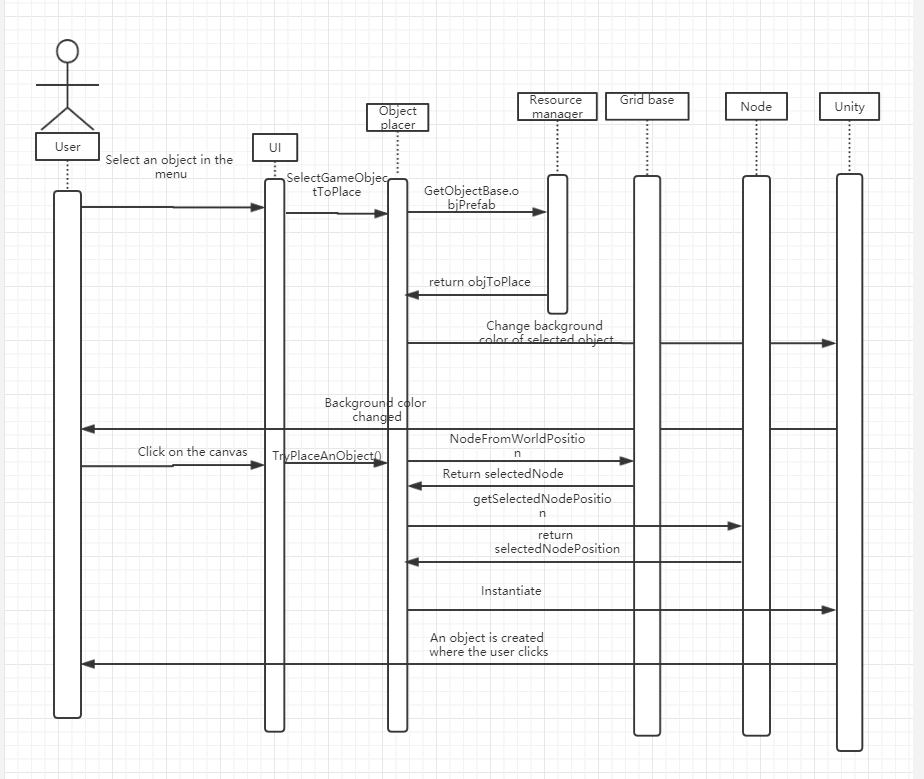 Resource
manager
Grid base
Node
Unity
Object
placer
User
UI
Select an object in the
menu
SelectGameObjec
tToPlace
GetObjectBase.o
bjPrefab
return objToPlace
Change background
color of selected object
Background color
changed
Click on the canvas
TryPlaceAnObject()
NodeFromWorldPositio
n
Return selectedNode
getSelectedNodePositio
n
return
selectedNodePosition
Instantiate
An object is created
where the user clicks